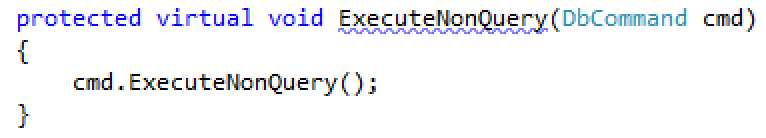 protected virtual void ExecuteNonQuery(DbCommand cmd)
{
    cmd.ExecuteNonQuery();
}